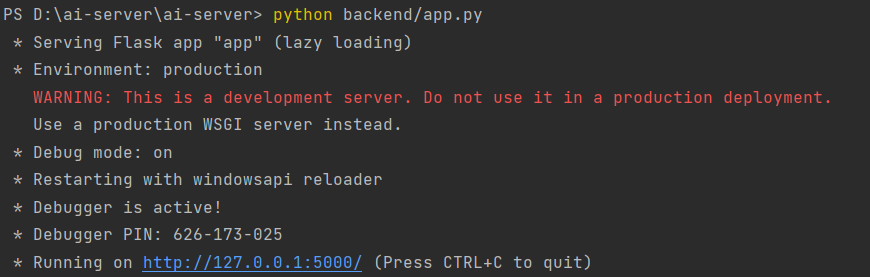 PS D:\ai-server\ai-server> python backend/app.py
* Serving Flask app "app" (lazy loading)
* Environment: production
WARNING: This is a development server. Do not use it in a production deployment.
Use a production WSGI server instead.
* Debug mode: on
* Restarting with windowsapi reloader
* Debugger is active!
* Debugger PIN: 626-173-025
* Running on http://127.0.0.1:5000/ (Press CTRL+C to quit)